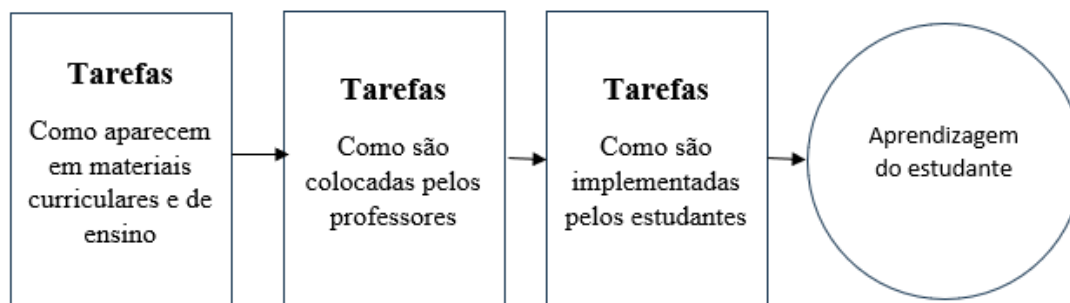 Tarefas
Como aparecem
em materiais
curriculares e de
ensino
Tarefas
Como são
colocadas pelos
professores
Tarefas
Como são
implementadas
pelos estudantes
Aprendizagem
do estudante